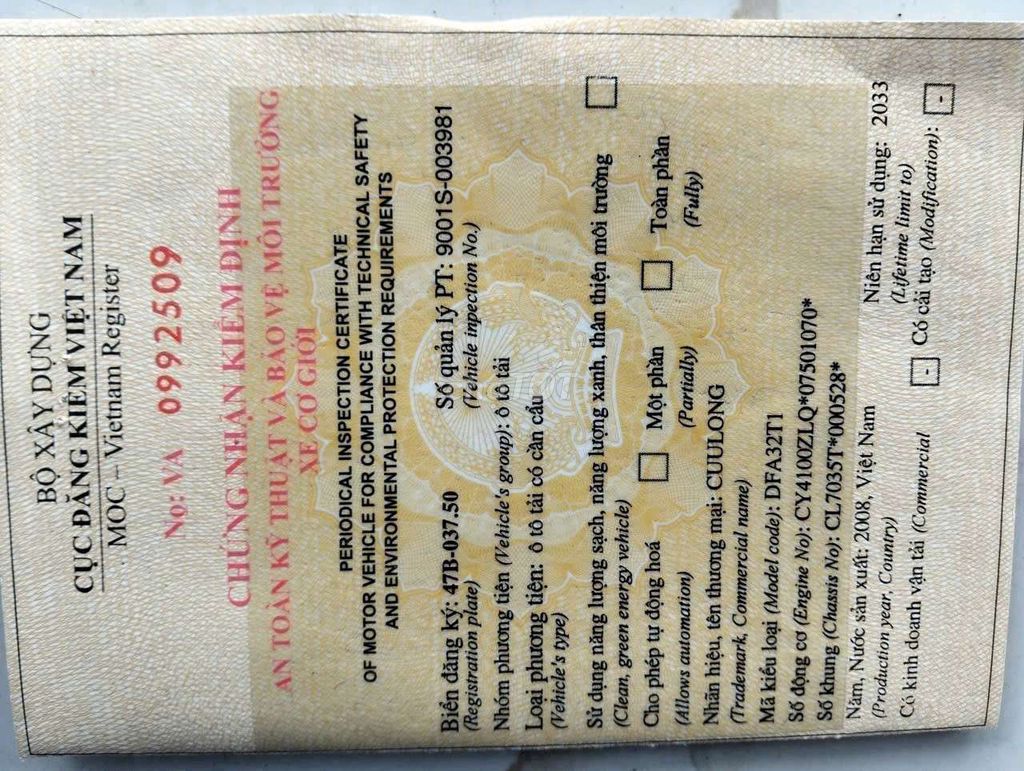 BỘ XÂY DỰNG
CỤC ĐĂNG KIỂM VIỆT NAM
MOC – Vietnam Register
No: VA 0992509
CHỨNG NHẬN KIỂM ĐỊNH
AN TOÀN KỸ THUẬT VÀ BẢO VỆ MÔI TRƯỜNG
XE CƠ GIỚI
PERIODICAL INSPECTION CERTIFICATE
OF MOTOR VEHICLE FOR COMPLIANCE WITH TECHNICAL SAFETY
AND ENVIRONMENTAL PROTECTION REQUIREMENTS
Biển đăng ký: 47B-037.50 Số quản lý PT: 9001S-003981
(Registration plate) (Vehicle inpection No.)
Nhóm phương tiện (Vehicle's group): ô tô tải
Loại phương tiện: ô tô tải có cần cẩu
(Vehicle's type)
Sử dụng năng lượng sạch, năng lượng xanh, thân thiện môi trường
(Clean, green energy vehicle)
Cho phép tự động hoá Một phần Toàn phần
(Allows automation) (Partially) (Fully)
Nhãn hiệu, tên thương mại: CUULONG
(Trademark, Commercial name)
Mã kiểu loại (Model code): DFA32T1
Số động cơ (Engine No): CY4100ZLQ*07501070*
Số khung (Chassis No): CL7035T*000528*
Năm, Nước sản xuất: 2008, Việt Nam Niên hạn sử dụng: 2033
(Production year, Country) (Lifetime limit to)
Có kinh doanh vận tải (Commercial - Có cải tạo (Modification): -